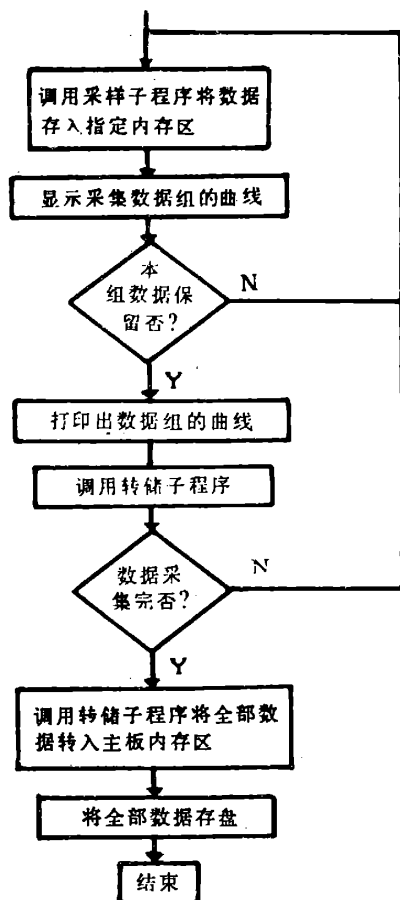 调用采样子程序将数据
存入指定内存区
显示采集数据组的曲线
本
组数据保
留否?
N
Y
打印出数据组的曲线
调用转储子程序
数据采
集完否?
N
Y
调用转储子程序将全部数
据转入主板内存区
将全部数据存盘
结束